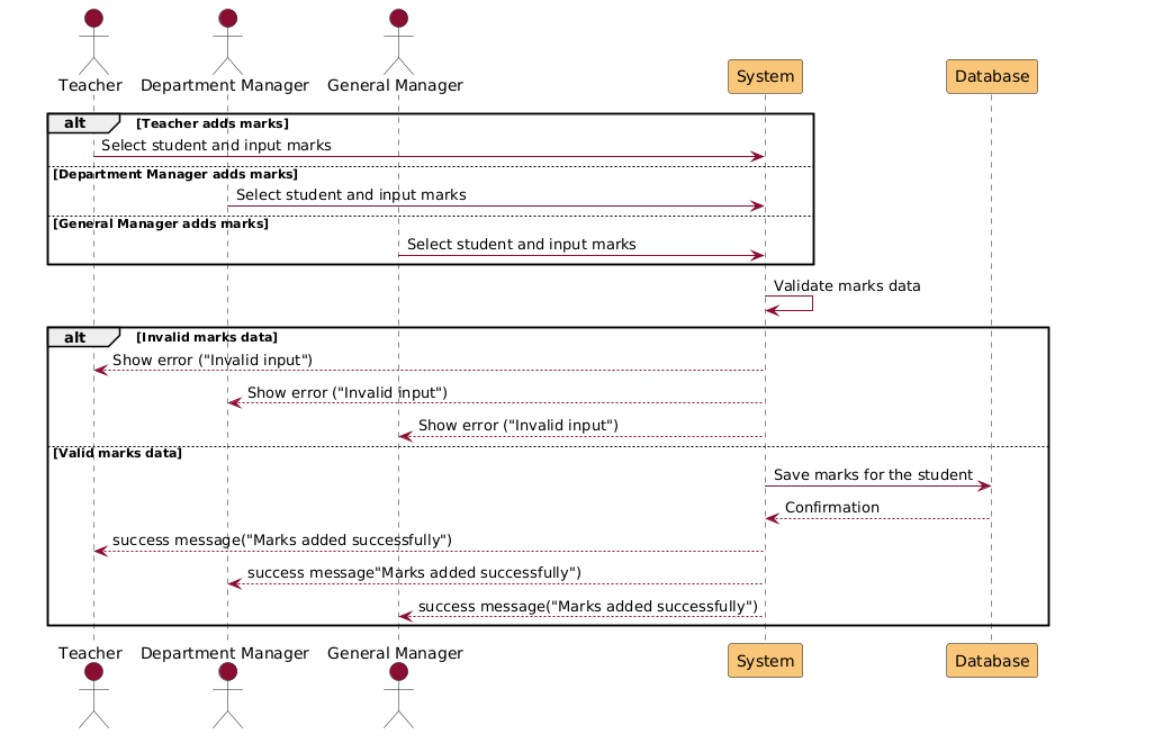 Teacher Department Manager General Manager System Database
alt [Teacher adds marks]
Select student and input marks
[Department Manager adds marks]
Select student and input marks
[General Manager adds marks]
Select student and input marks
Validate marks data
alt [Invalid marks data]
Show error ("Invalid input")
Show error ("Invalid input")
Show error ("Invalid input")
[Valid marks data]
Save marks for the student
Confirmation
success message("Marks added successfully")
success message"Marks added successfully")
success message("Marks added successfully")
Teacher Department Manager General Manager System Database